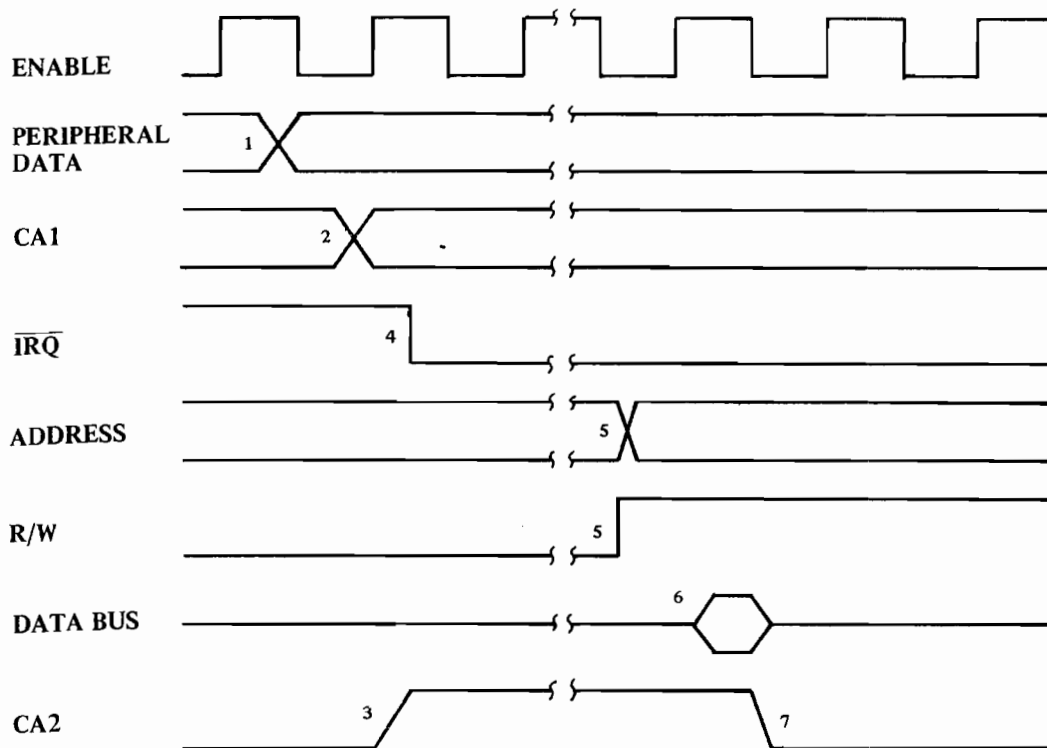 ENABLE
PERIPHERAL
DATA
1
CA1
2
IRQ
4
ADDRESS
5
R/W
5
DATA BUS
6
CA2
3
7